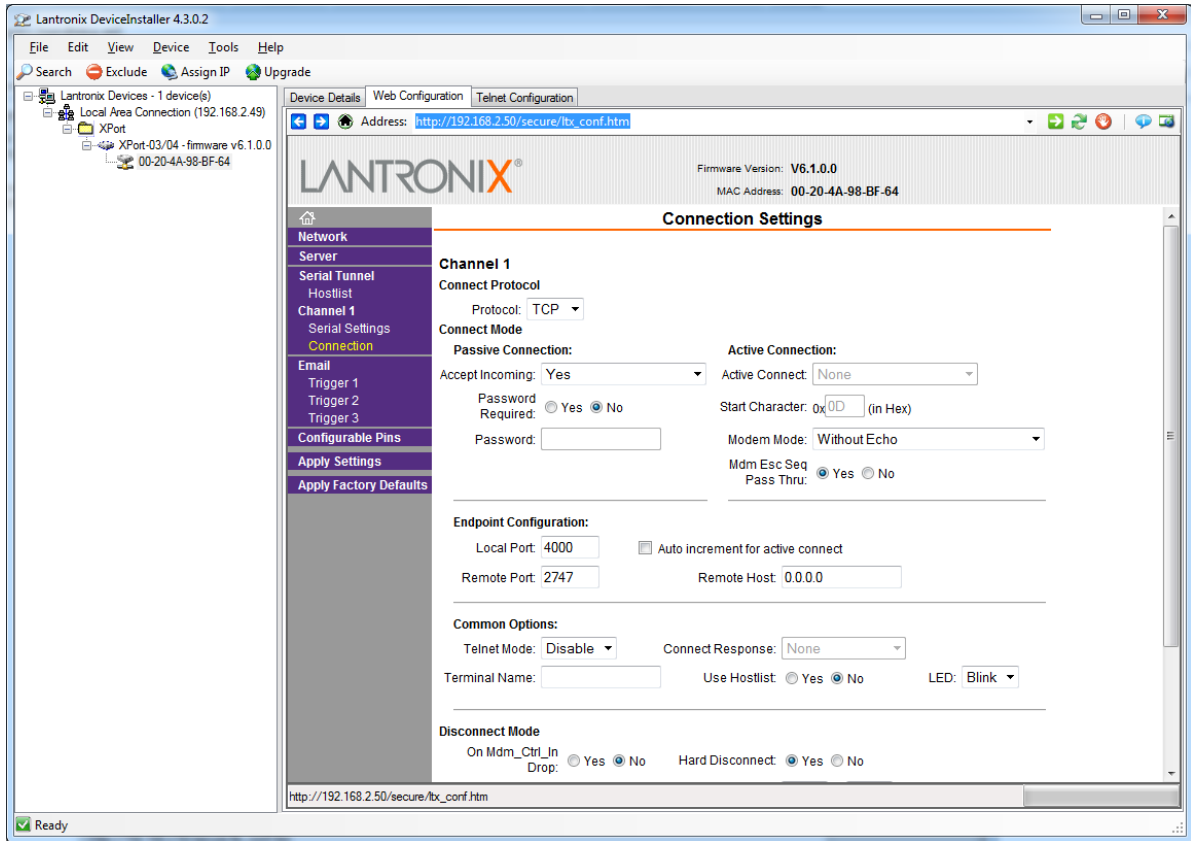 Lantronix DeviceInstaller 4.3.0.2
File Edit View Device Tools Help
Search Exclude Assign IP Upgrade
Lantronix Devices - 1 device(s)
Local Area Connection (192.168.2.49)
XPort
XPort-03/04 - firmware v6.1.0.0
00-20-4A-98-BF-64
Device Details Web Configuration Telnet Configuration
Address: http://192.168.2.50/secure/ltx_conf.htm
LANTRONIX®
Firmware Version: V6.1.0.0
MAC Address: 00-20-4A-98-BF-64
Network
Server
Serial Tunnel
Hostlist
Channel 1
Serial Settings
Connection
Email
Trigger 1
Trigger 2
Trigger 3
Configurable Pins
Apply Settings
Apply Factory Defaults
Connection Settings
Channel 1
Connect Protocol
Protocol: TCP
Connect Mode
Passive Connection: Active Connection:
Accept Incoming: Yes Active Connect: None
Password Required: Yes No Start Character: 0x 0D (in Hex)
Password: Modem Mode: Without Echo
Mdm Esc Seq Pass Thru: Yes No
Endpoint Configuration:
Local Port: 4000 Auto increment for active connect
Remote Port: 2747 Remote Host: 0.0.0.0
Common Options:
Telnet Mode: Disable Connect Response: None
Terminal Name: Use Hostlist: Yes No LED: Blink
Disconnect Mode
On Mdm_Ctrl_In Drop: Yes No Hard Disconnect: Yes No
http://192.168.2.50/secure/ltx_conf.htm
Ready